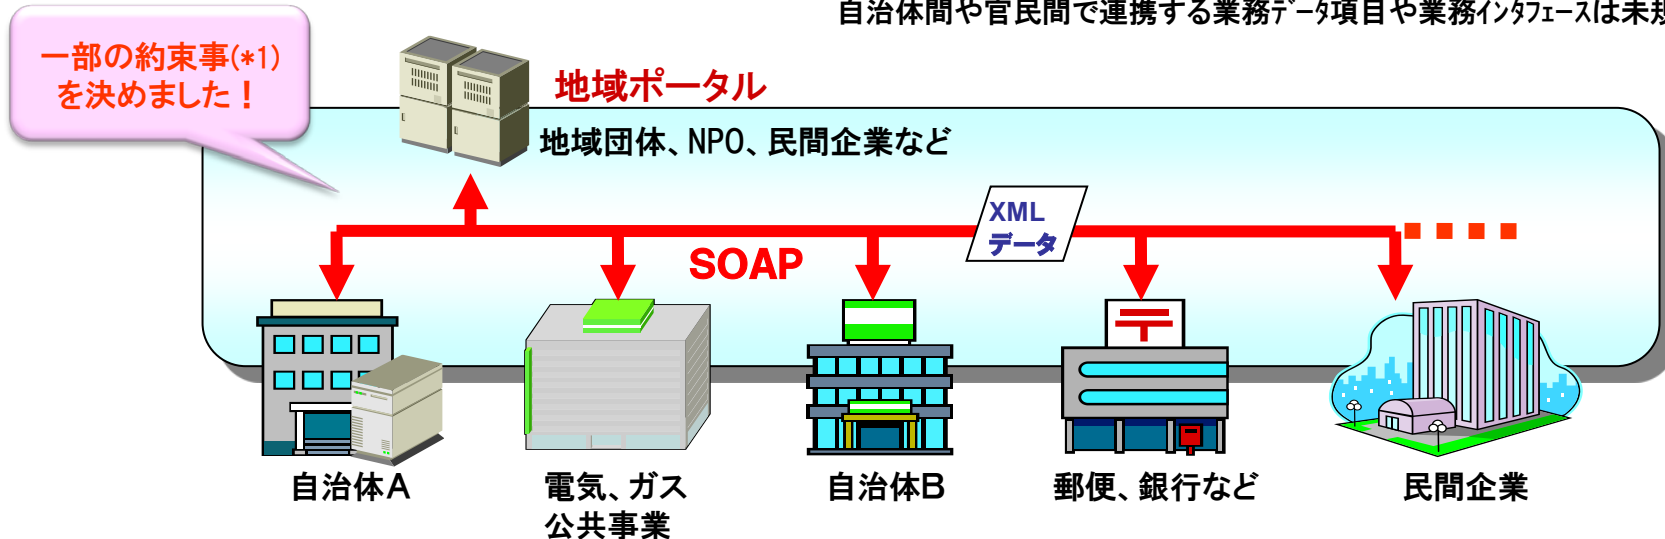 自治体間や官民間で連携する業務ﾃﾞｰﾀ項目や業務ｲﾝﾀﾌｪｰｽは未規
一部の約束事(*1)
を決めました！
地域ポータル
地域団体、NPO、民間企業など
XML
データ
SOAP
〒
自治体A
電気、ガス
公共事業
自治体B
郵便、銀行など
民間企業